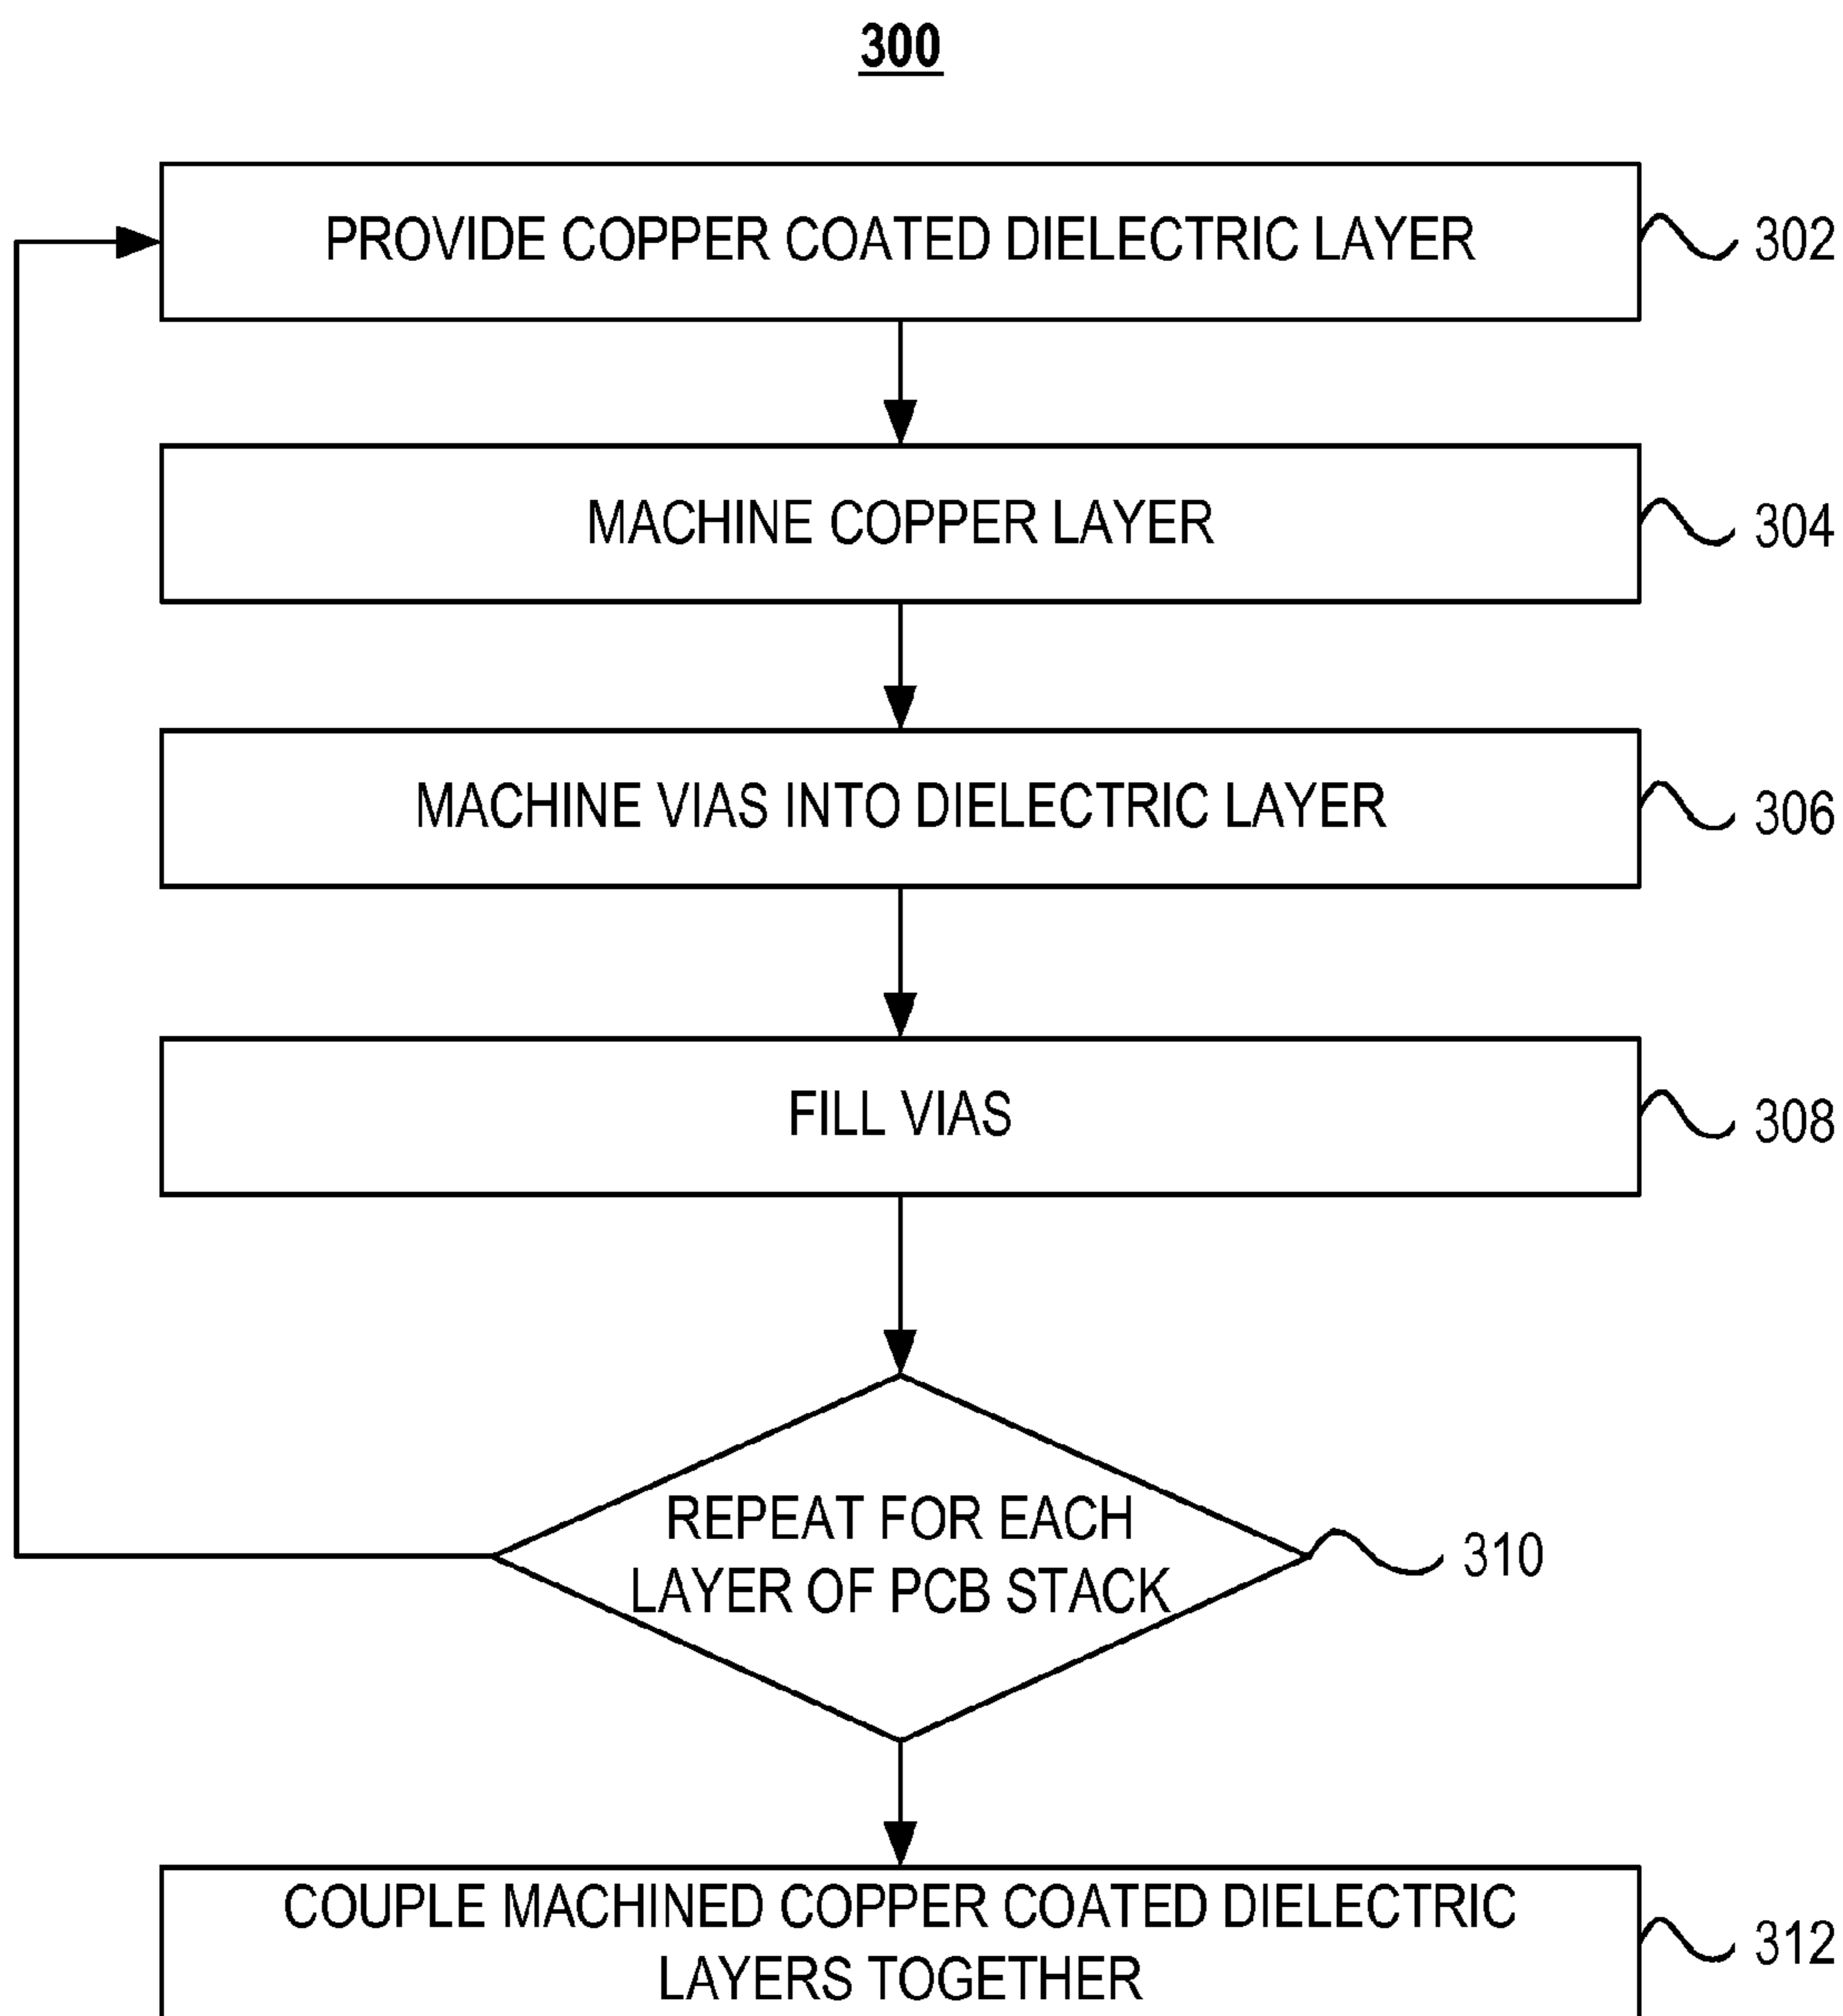 300
PROVIDE COPPER COATED DIELECTRIC LAYER
302
MACHINE COPPER LAYER
304
MACHINE VIAS INTO DIELECTRIC LAYER
306
FILL VIAS
308
REPEAT FOR EACH
LAYER OF PCB STACK
310
COUPLE MACHINED COPPER COATED DIELECTRIC
LAYERS TOGETHER
312